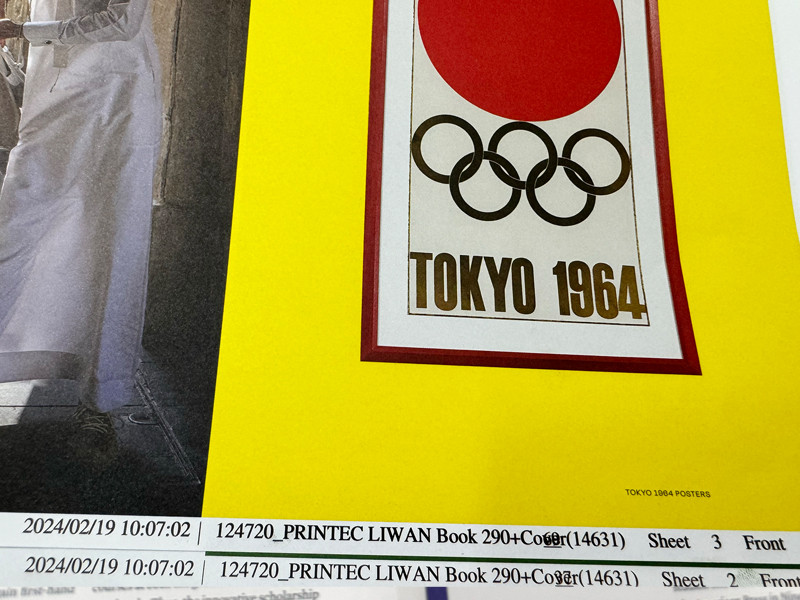 TOKYO 1964
TOKYO 1964 POSTERS
2024/02/19 10:07:02 | 124720_PRINTEC LIWAN Book 290+Cover(14631) Sheet 3 Front
2024/02/19 10:07:02 | 124720_PRINTEC LIWAN Book 290+Cover(14631) Sheet 2 Front